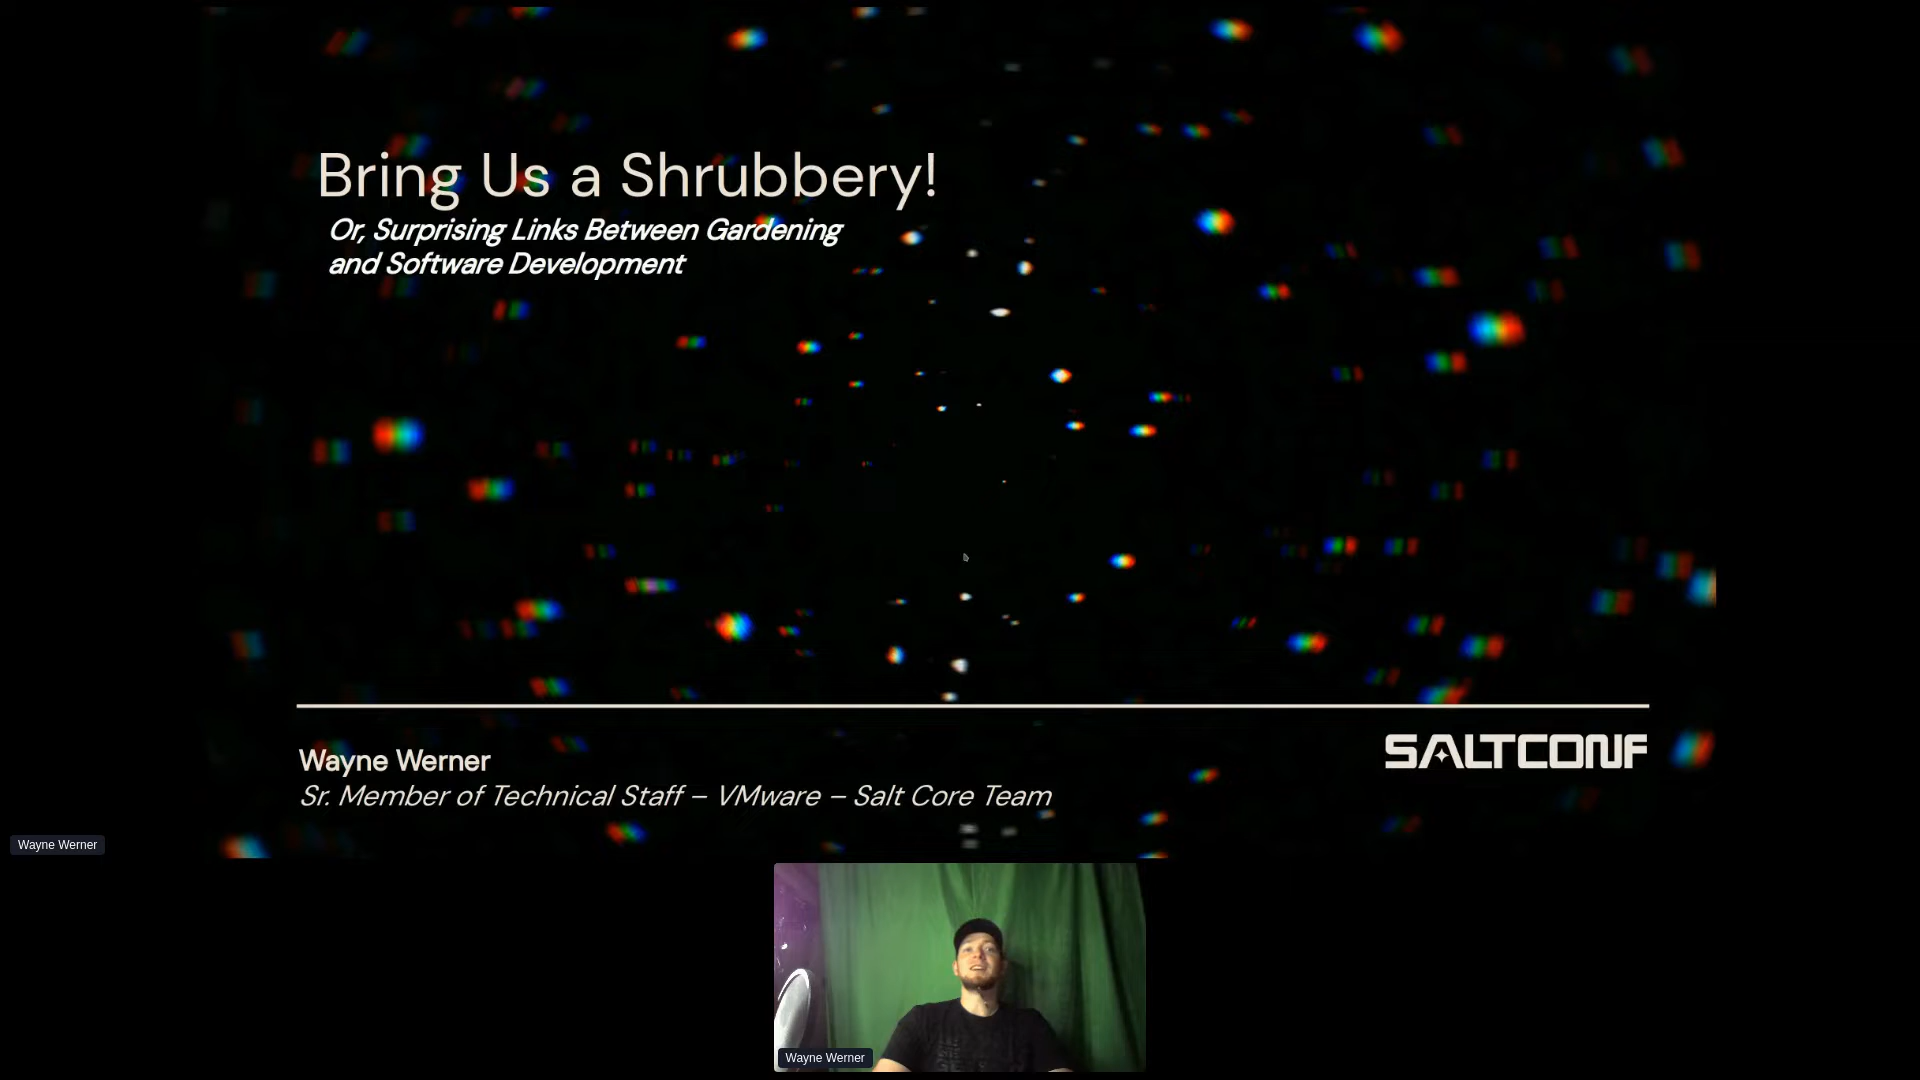 Bring Us a Shrubbery!
Or, Surprising Links Between Gardening
and Software Development
Wayne Werner
Sr. Member of Technical Staff – VMware – Salt Core Team
SALTCONF
Wayne Werner
Wayne Werner